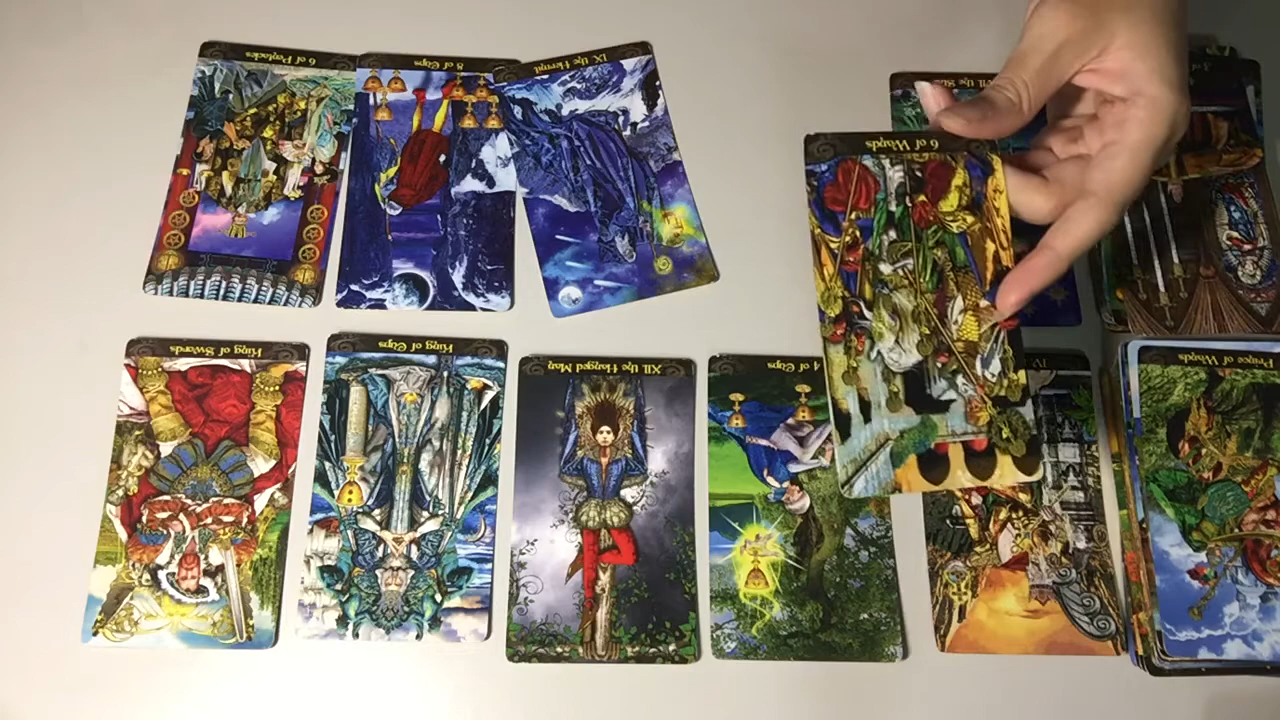 6 of Pentacles
8 of Cups
IX the Hermit
6 of Wands
King of Swords
King of Cups
XII the Hanged Man
4 of Cups
Prince of Wands